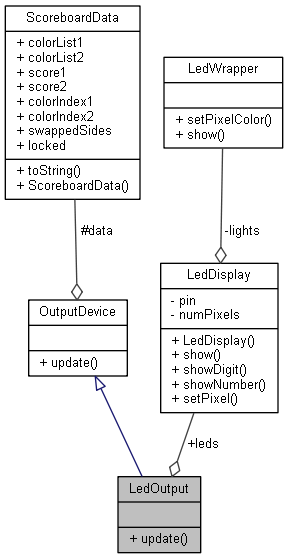 ScoreboardData
+ colorList1
+ colorList2
+ score1
+ score2
+ colorIndex1
+ colorIndex2
+ swappedSides
+ locked
+ toString()
+ ScoreboardData()
LedWrapper
+ setPixelColor()
+ show()
#data
-lights
OutputDevice
+ update()
LedDisplay
- pin
- numPixels
+ LedDisplay()
+ show()
+ showDigit()
+ showNumber()
+ setPixel()
+leds
LedOutput
+ update()